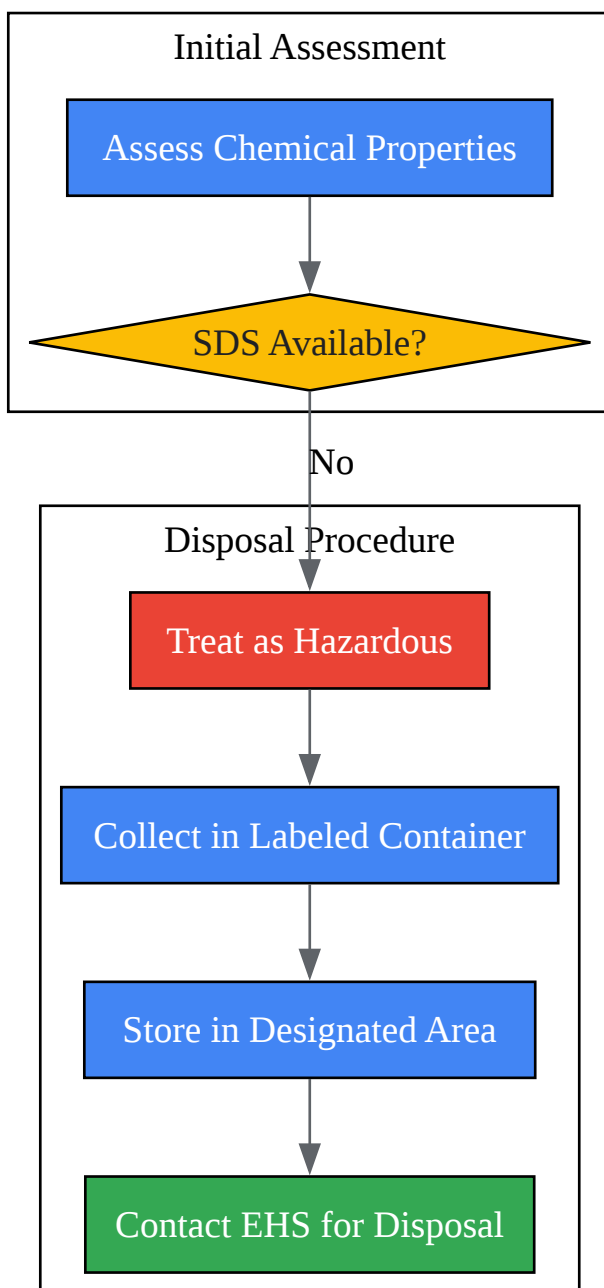 Initial Assessment
Assess Chemical Properties
SDS Available?
No
Disposal Procedure
Treat as Hazardous
Collect in Labeled Container
Store in Designated Area
Contact EHS for Disposal